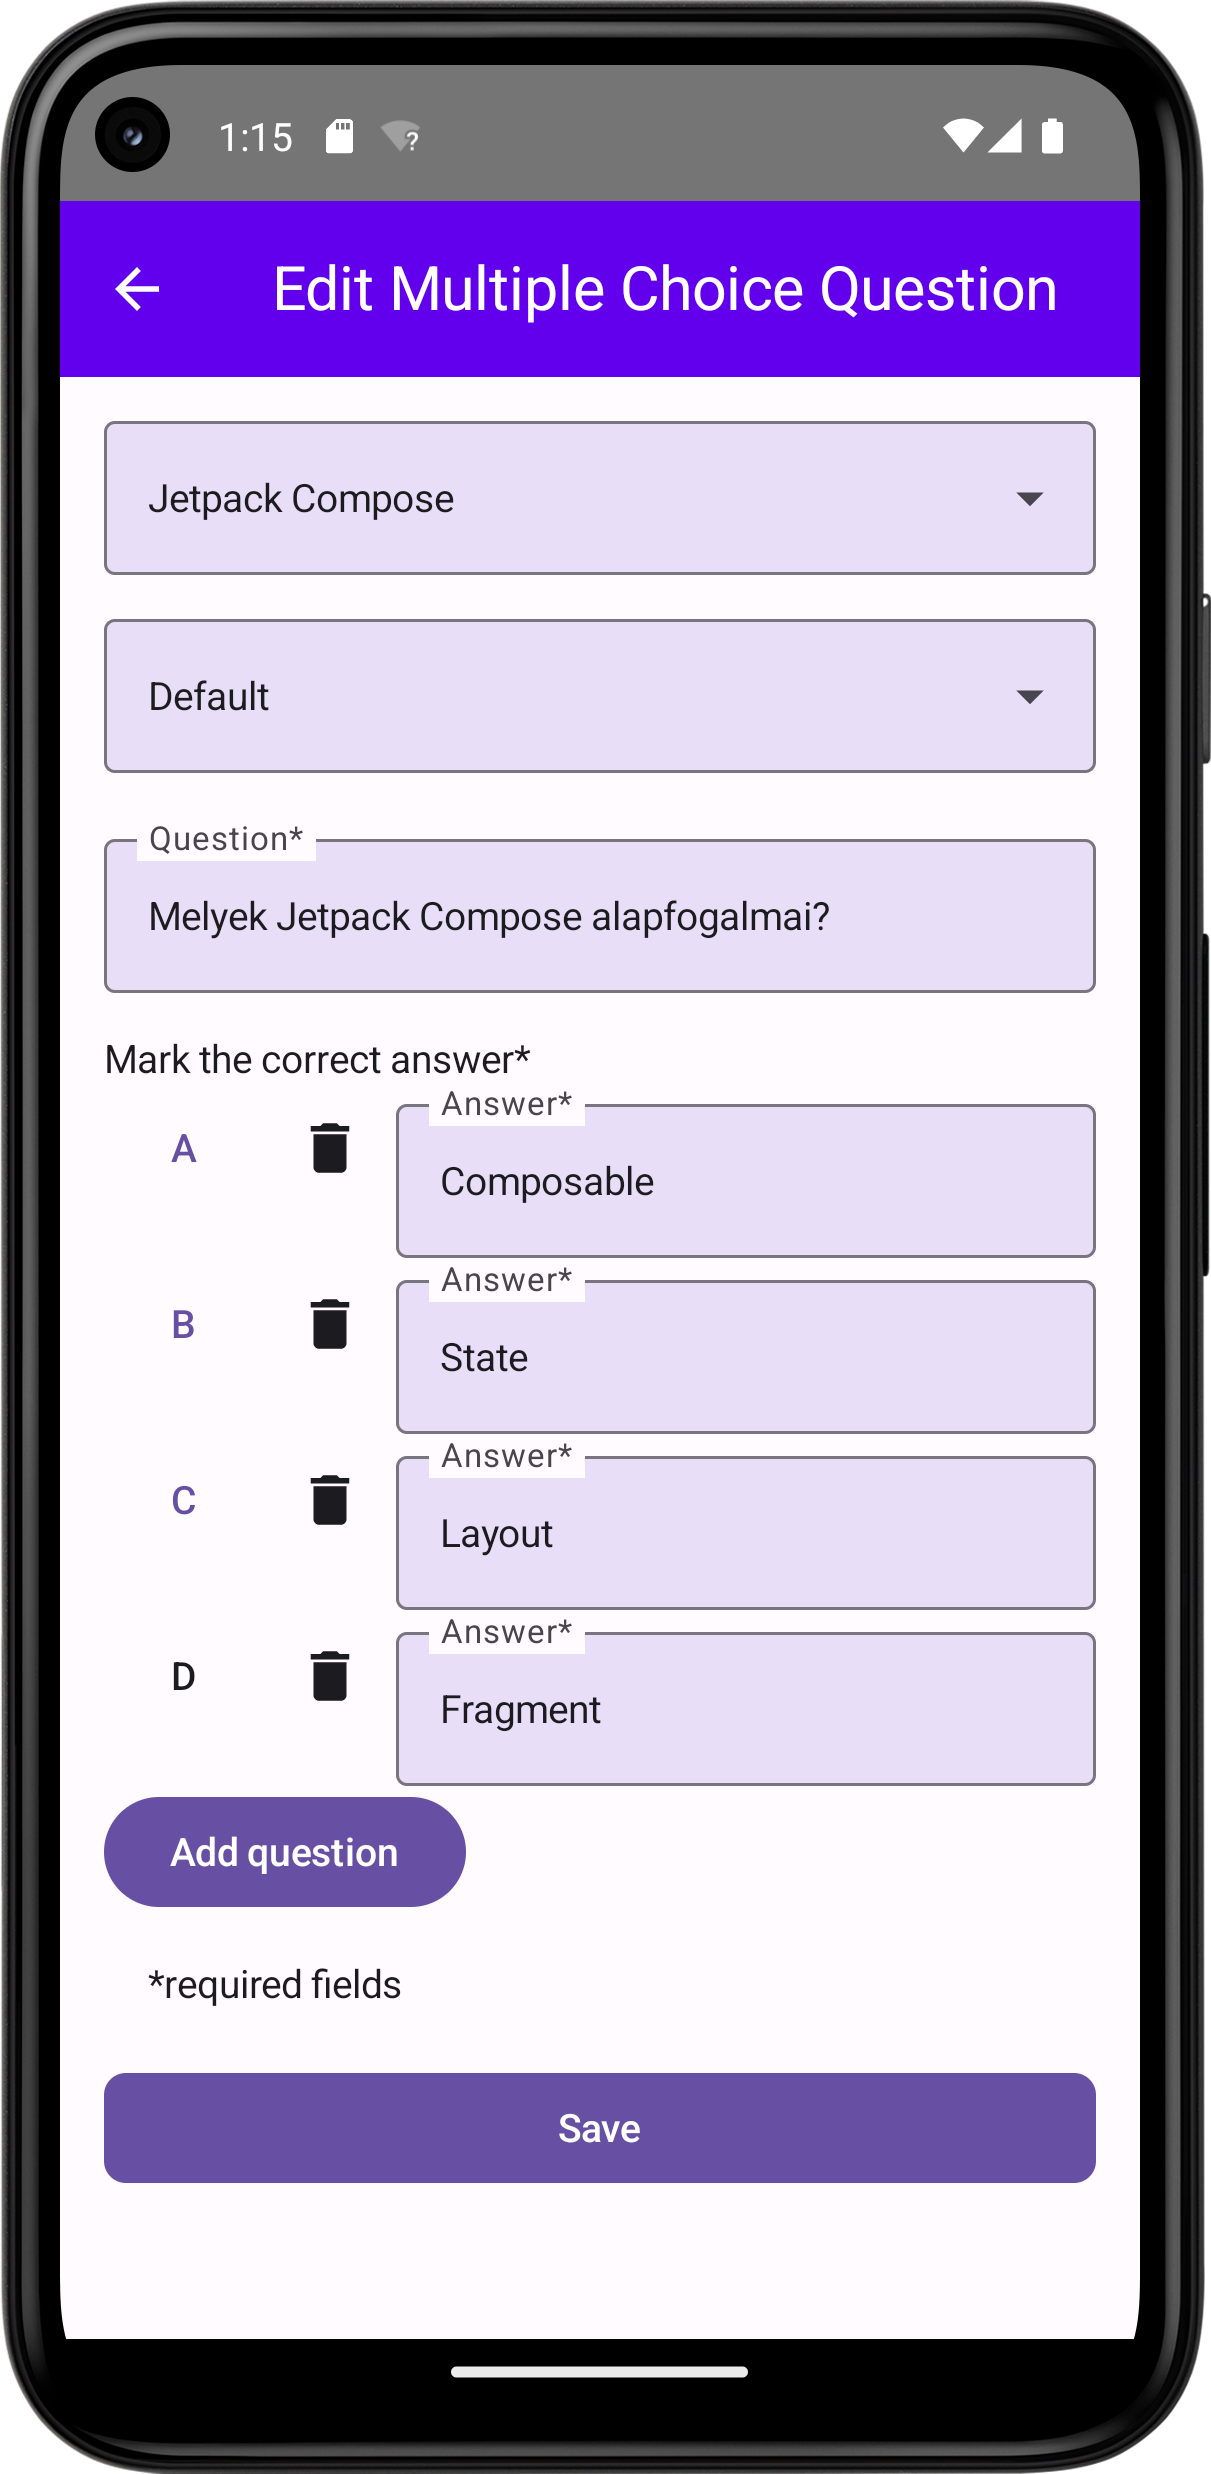 1:15
Edit Multiple Choice Question
Jetpack Compose
Default
Question*
Melyek Jetpack Compose alapfogalmai?
Mark the correct answer*
Answer*
A
Composable
Answer*
B
State
Answer*
C
Layout
Answer*
D
Fragment
Add question
*required fields
Save